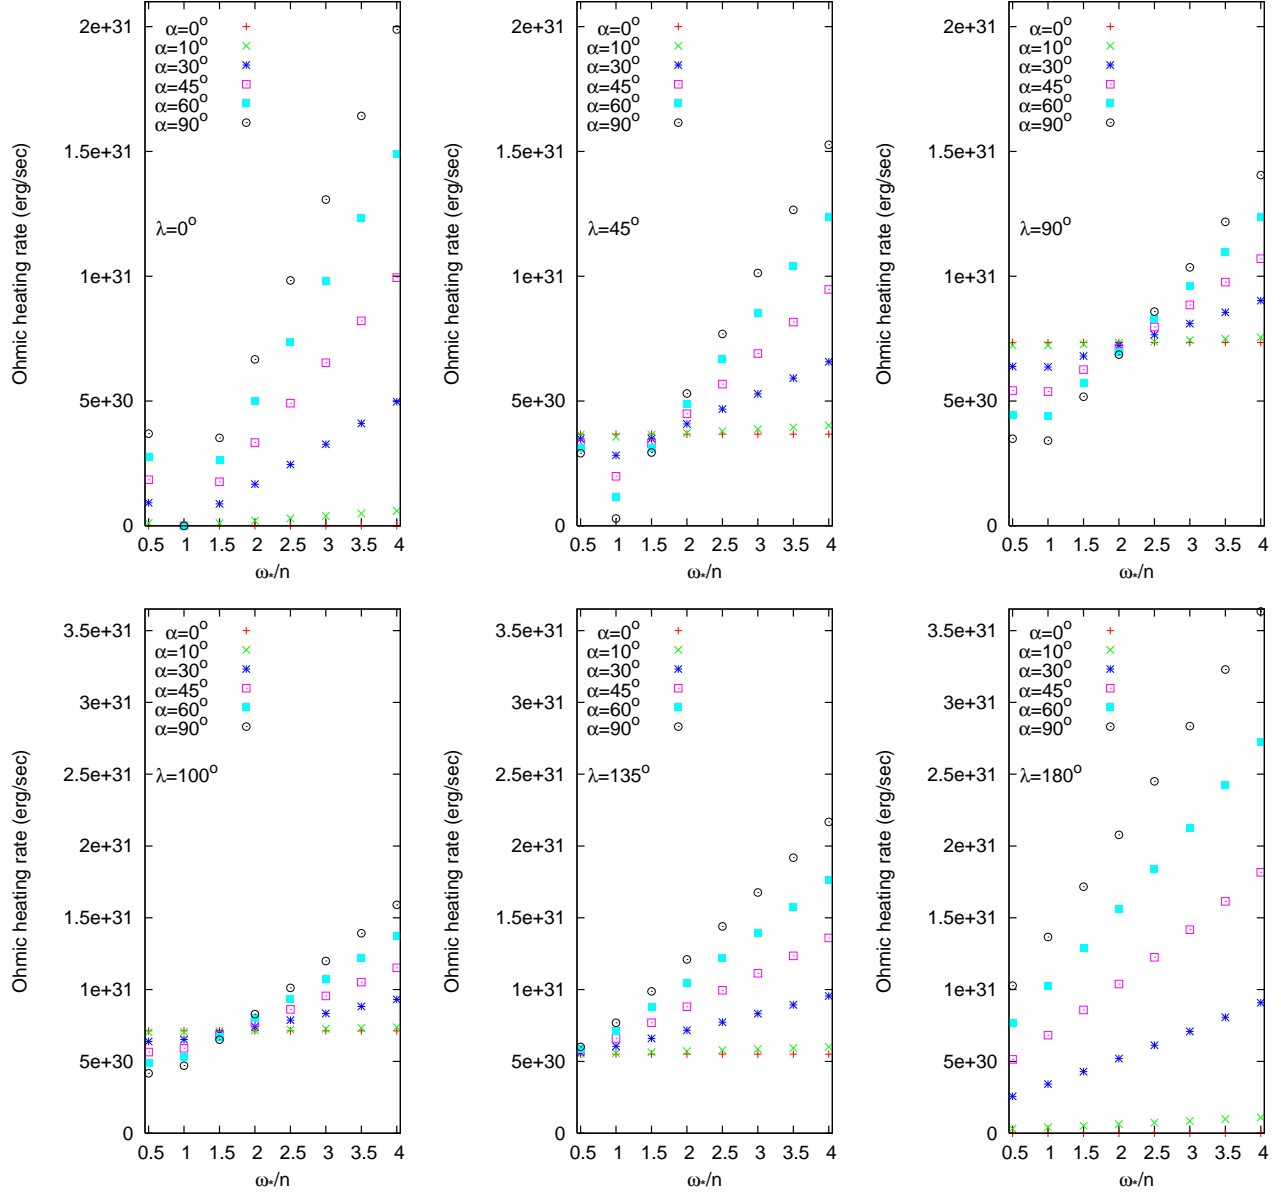 2e+31
1.5e+31
1e+31
5e+30
0
0.5 1 1.5 2 2.5 3 3.5 4
Ohmic heating rate (erg/sec)
ω*/n
α=0°
α=10°
α=30°
α=45°
α=60°
α=90°
λ=0°
2e+31
1.5e+31
1e+31
5e+30
0
0.5 1 1.5 2 2.5 3 3.5 4
Ohmic heating rate (erg/sec)
ω*/n
α=0°
α=10°
α=30°
α=45°
α=60°
α=90°
λ=45°
2e+31
1.5e+31
1e+31
5e+30
0
0.5 1 1.5 2 2.5 3 3.5 4
Ohmic heating rate (erg/sec)
ω*/n
α=0°
α=10°
α=30°
α=45°
α=60°
α=90°
λ=90°
3.5e+31
3e+31
2.5e+31
2e+31
1.5e+31
1e+31
5e+30
0
0.5 1 1.5 2 2.5 3 3.5 4
Ohmic heating rate (erg/sec)
ω*/n
α=0°
α=10°
α=30°
α=45°
α=60°
α=90°
λ=100°
3.5e+31
3e+31
2.5e+31
2e+31
1.5e+31
1e+31
5e+30
0
0.5 1 1.5 2 2.5 3 3.5 4
Ohmic heating rate (erg/sec)
ω*/n
α=0°
α=10°
α=30°
α=45°
α=60°
α=90°
λ=135°
3.5e+31
3e+31
2.5e+31
2e+31
1.5e+31
1e+31
5e+30
0
0.5 1 1.5 2 2.5 3 3.5 4
Ohmic heating rate (erg/sec)
ω*/n
α=0°
α=10°
α=30°
α=45°
α=60°
α=90°
λ=180°